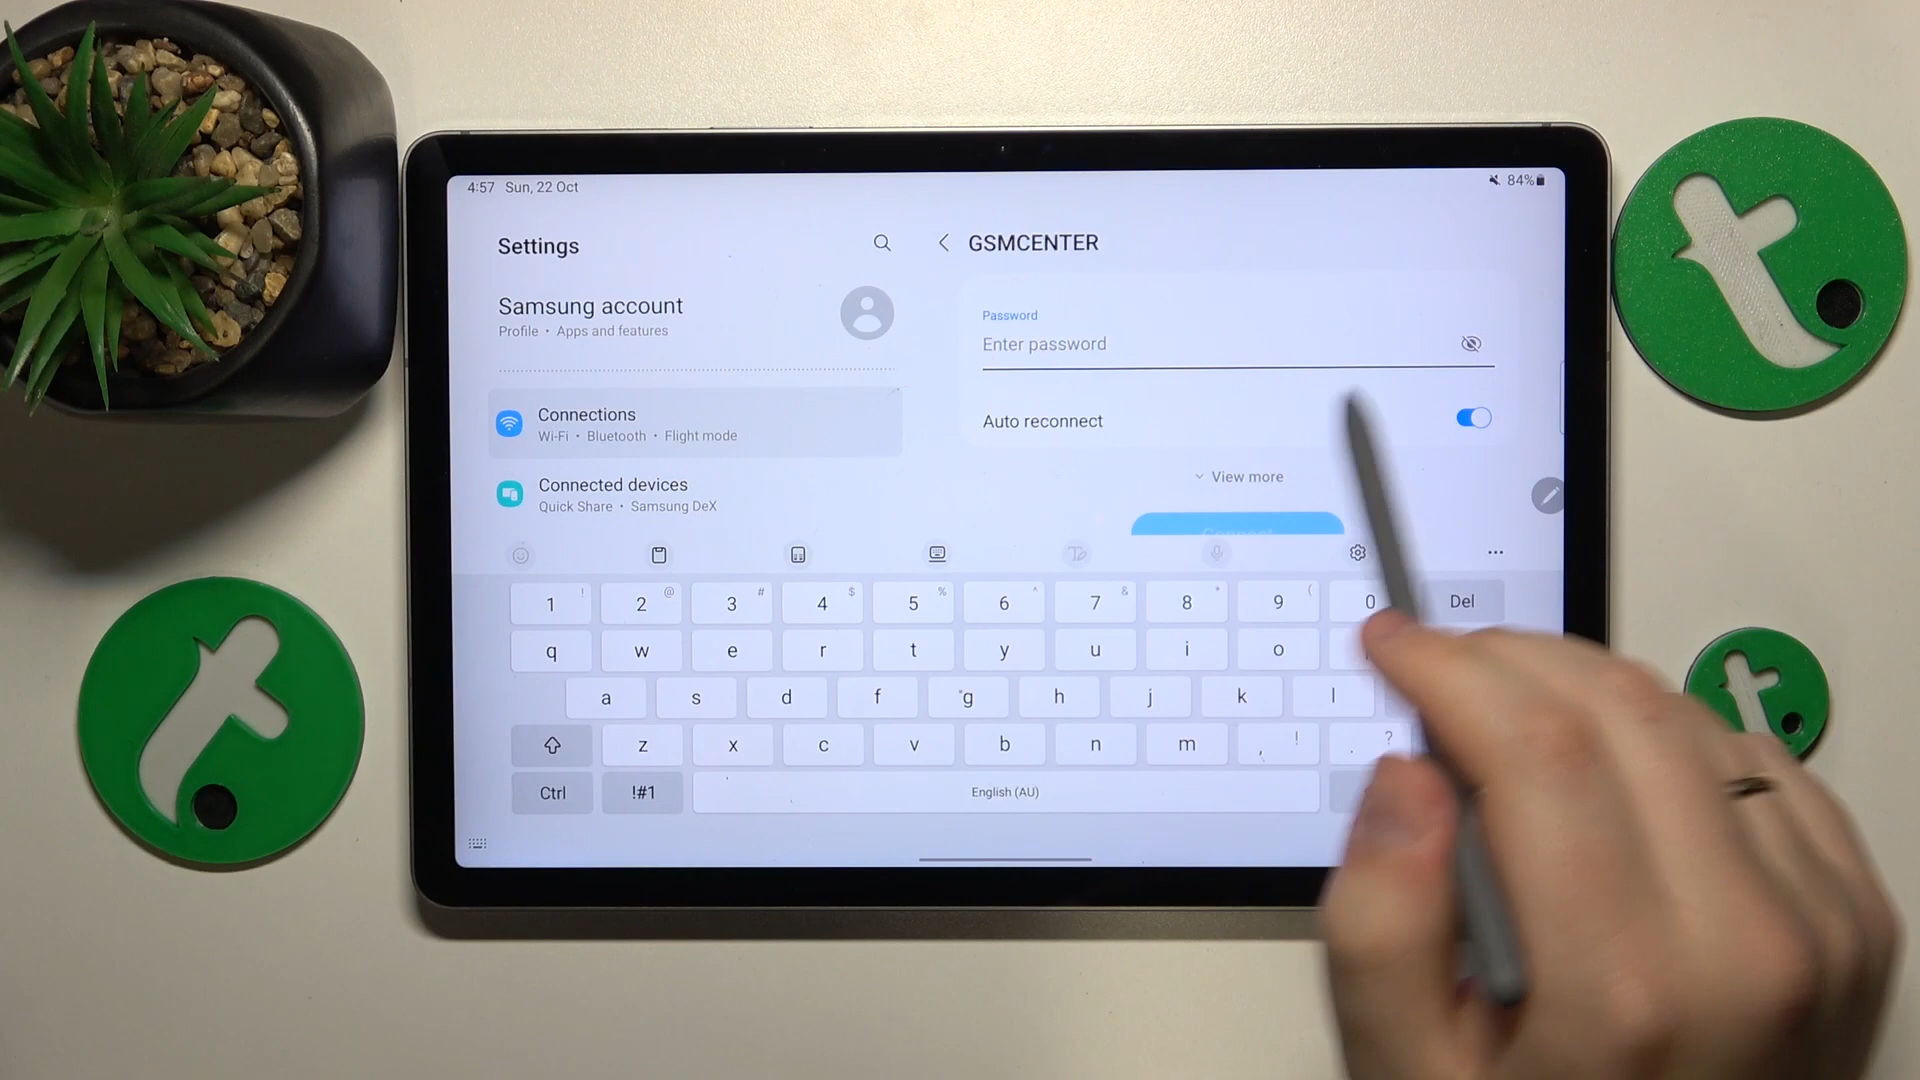 4:57 Sun, 22 Oct
84%
Settings
GSMCENTER
Samsung account
Profile • Apps and features
Password
Enter password
Connections
Wi-Fi • Bluetooth • Flight mode
Auto reconnect
View more
Connected devices
Quick Share • Samsung DeX
Connect
1 ! 2 @ 3 # 4 $ 5 % 6 ^ 7 & 8 * 9 ( 0 Del
q w e r t y u i o
a s d f g h j k l
z x c v b n m , ! . ?
Ctrl !#1 English (AU)